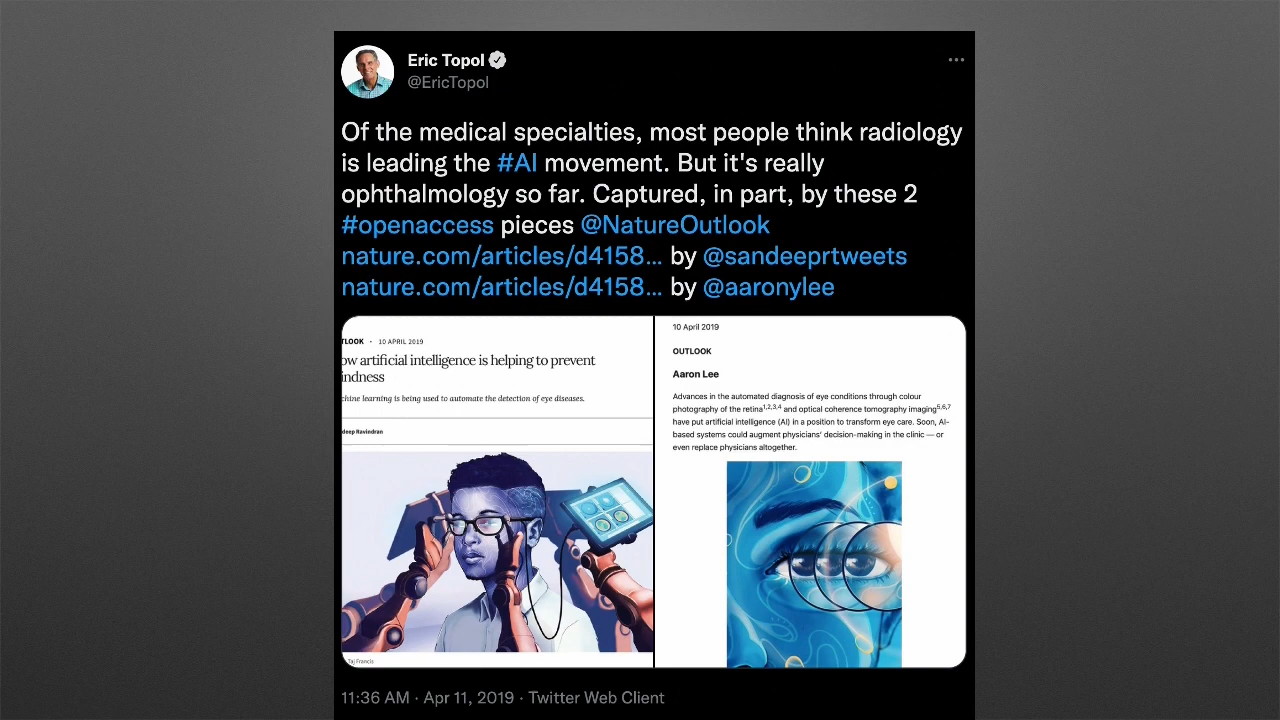 Eric Topol
@EricTopol
Of the medical specialties, most people think radiology
is leading the #AI movement. But it's really
ophthalmology so far. Captured, in part, by these 2
#openaccess pieces @NatureOutlook
nature.com/articles/d4158... by @sandeeprtweets
nature.com/articles/d4158... by @aaronylee
TLOOK · 10 APRIL 2019
ow artificial intelligence is helping to prevent
indness
chine learning is being used to automate the detection of eye diseases.
deep Ravindran
Taj Francis
10 April 2019
OUTLOOK
Aaron Lee
Advances in the automated diagnosis of eye conditions through colour
photography of the retina1,2,3,4 and optical coherence tomography imaging5,6,7
have put artificial intelligence (AI) in a position to transform eye care. Soon, AI-
based systems could augment physicians' decision-making in the clinic — or
even replace physicians altogether.
11:36 AM · Apr 11, 2019 · Twitter Web Client